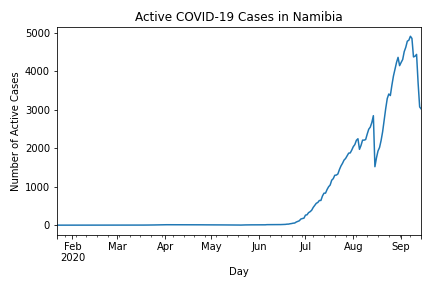 Active COVID-19 Cases in Namibia
5000
4000
3000
2000
1000
0
Number of Active Cases
Feb Mar Apr May Jun Jul Aug Sep
2020
Day